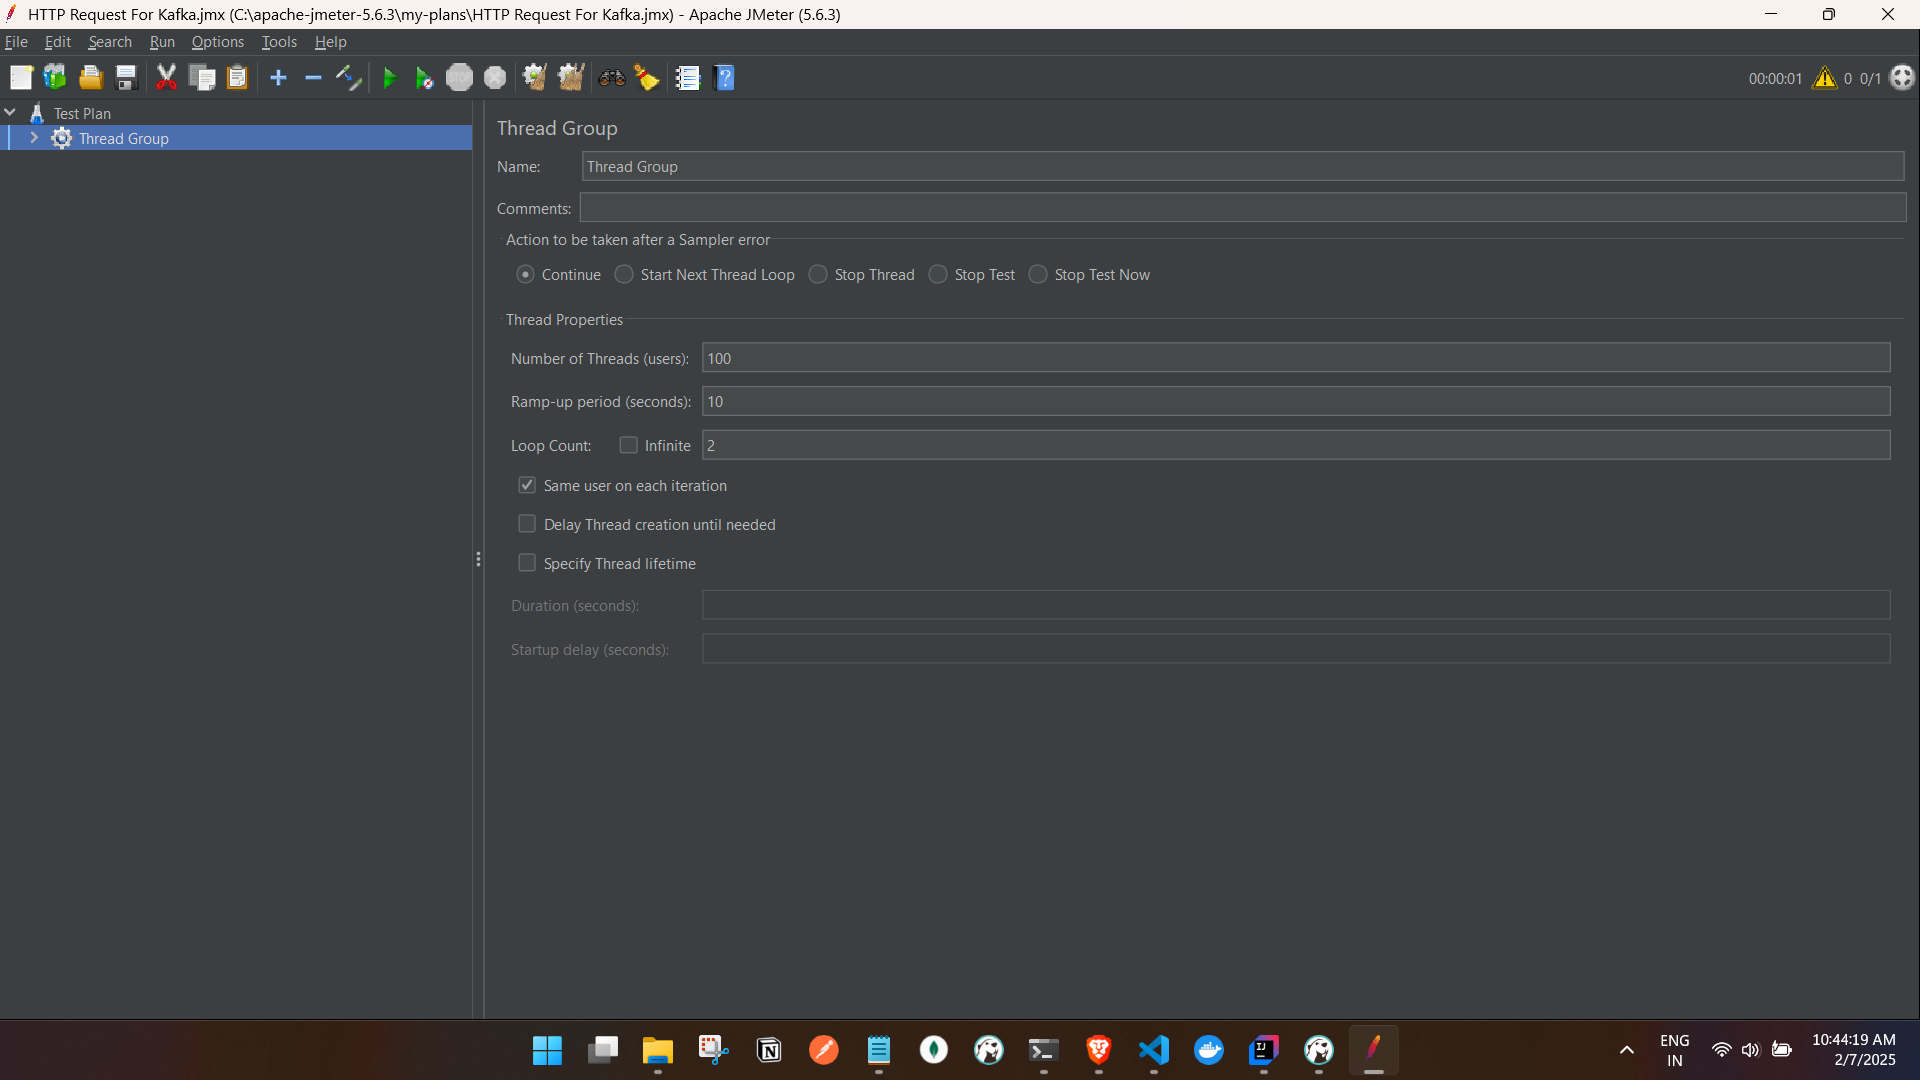 HTTP Request For Kafka.jmx (C:\apache-jmeter-5.6.3\my-plans\HTTP Request For Kafka.jmx) - Apache JMeter (5.6.3)
File Edit Search Run Options Tools Help
STOP
00:00:01 0 0/1
Test Plan
Thread Group
Thread Group
Name: Thread Group
Comments:
Action to be taken after a Sampler error
Continue Start Next Thread Loop Stop Thread Stop Test Stop Test Now
Thread Properties
Number of Threads (users): 100
Ramp-up period (seconds): 10
Loop Count: Infinite 2
Same user on each iteration
Delay Thread creation until needed
Specify Thread lifetime
Duration (seconds):
Startup delay (seconds):
ENG
IN
10:44:19 AM
2/7/2025